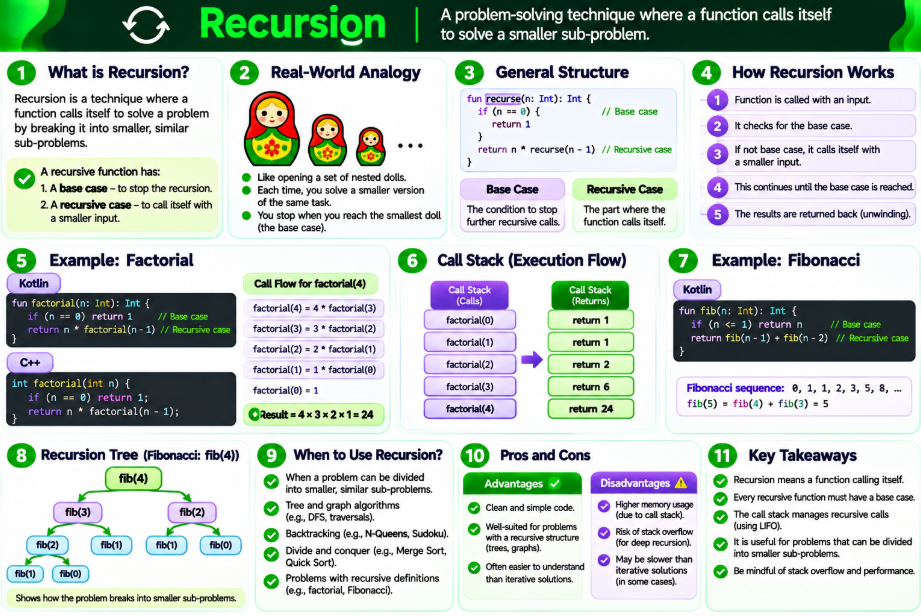 Recursion
A problem-solving technique where a function calls itself
to solve a smaller sub-problem.
1 What is Recursion?
Recursion is a technique where a
function calls itself to solve a problem
by breaking it into smaller, similar
sub-problems.
A recursive function has:
1. A base case – to stop the recursion.
2. A recursive case – to call itself with
a smaller input.
2 Real-World Analogy
Like opening a set of nested dolls.
Each time, you solve a smaller version
of the same task.
You stop when you reach the smallest doll
(the base case).
3 General Structure
fun recurse(n: Int): Int {
if (n == 0) { // Base case
return 1
}
return n * recurse(n - 1) // Recursive case
}
Base Case
The condition to stop
further recursive calls.
Recursive Case
The part where the
function calls itself.
4 How Recursion Works
1 Function is called with an input.
2 It checks for the base case.
3 If not base case, it calls itself with
a smaller input.
4 This continues until the base case is reached.
5 The results are returned back (unwinding).
5 Example: Factorial
Kotlin
fun factorial(n: Int): Int {
if (n == 0) return 1 // Base case
return n * factorial(n-1) // Recursive case
}
C++
int factorial(int n) {
if (n == 0) return 1;
return n * factorial(n - 1);
}
Call Flow for factorial(4)
factorial(4) = 4 * factorial(3)
factorial(3) = 3 * factorial(2)
factorial(2) = 2 * factorial(1)
factorial(1) = 1 * factorial(0)
factorial(0) = 1
Result = 4 × 3 × 2 × 1 = 24
6 Call Stack (Execution Flow)
Call Stack
(Calls)
factorial(0)
factorial(1)
factorial(2)
factorial(3)
factorial(4)
Call Stack
(Returns)
return 1
return 1
return 2
return 6
return 24
7 Example: Fibonacci
Kotlin
fun fib(n: Int): Int {
if (n <= 1) return n // Base case
return fib(n-1) + fib(n-2) // Recursive case
}
Fibonacci sequence: 0, 1, 1, 2, 3, 5, 8, ...
fib(5) = fib(4) + fib(3) = 5
8 Recursion Tree (Fibonacci: fib(4))
fib(4)
fib(3) fib(2)
fib(2) fib(1) fib(1) fib(0)
fib(1) fib(0)
Shows how the problem breaks into smaller sub-problems.
9 When to Use Recursion?
When a problem can be divided
into smaller, similar sub-problems.
Tree and graph algorithms
(e.g., DFS, traversals).
Backtracking (e.g., N-Queens, Sudoku).
Divide and conquer (e.g., Merge Sort,
Quick Sort).
Problems with recursive definitions
(e.g., factorial, Fibonacci).
10 Pros and Cons
Advantages
Clean and simple code.
Well-suited for problems
with a recursive structure
(trees, graphs).
Often easier to understand
than iterative solutions.
Disadvantages
Higher memory usage
(due to call stack).
Risk of stack overflow
(for deep recursion).
May be slower than
iterative solutions
(in some cases).
11 Key Takeaways
Recursion means a function calling itself.
Every recursive function must have a base case.
The call stack manages recursive calls
(using LIFO).
It is useful for problems that can be divided
into smaller sub-problems.
Be mindful of stack overflow and performance.